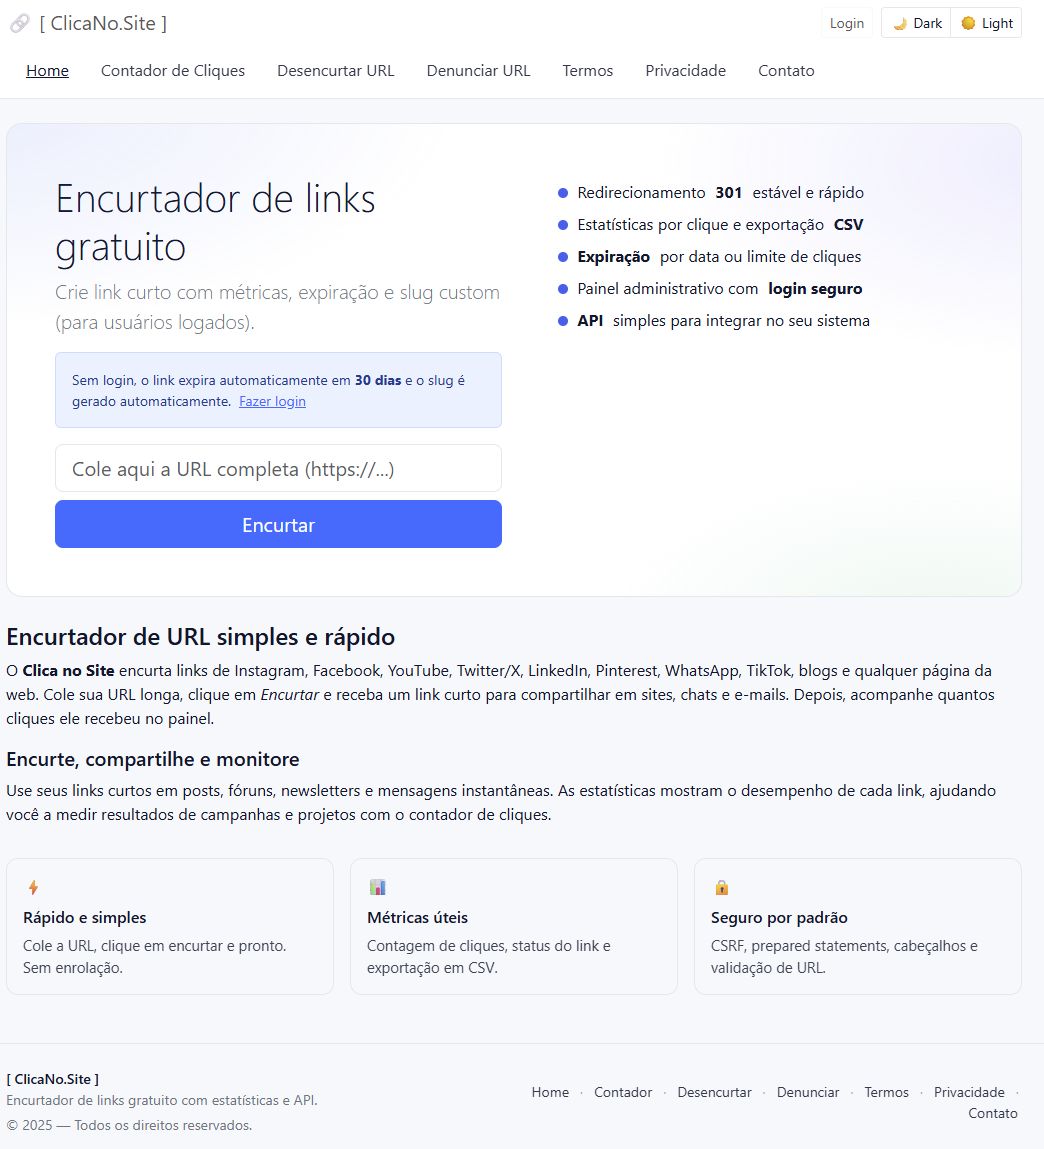 [ ClicaNo.Site ]
Login
Dark
Light
Home
Contador de Cliques
Desencurtar URL
Denunciar URL
Termos
Privacidade
Contato
Encurtador de links
gratuito
Crie link curto com métricas, expiração e slug custom
(para usuários logados).
Sem login, o link expira automaticamente em 30 dias e o slug é
gerado automaticamente. Fazer login
Cole aqui a URL completa (https://...)
Encurtar
Redirecionamento 301 estável e rápido
Estatísticas por clique e exportação CSV
Expiração por data ou limite de cliques
Painel administrativo com login seguro
API simples para integrar no seu sistema
Encurtador de URL simples e rápido
O Clica no Site encurta links de Instagram, Facebook, YouTube, Twitter/X, LinkedIn, Pinterest, WhatsApp, TikTok, blogs e qualquer página da
web. Cole sua URL longa, clique em Encurtar e receba um link curto para compartilhar em sites, chats e e-mails. Depois, acompanhe quantos
cliques ele recebeu no painel.
Encurte, compartilhe e monitore
Use seus links curtos em posts, fóruns, newsletters e mensagens instantâneas. As estatísticas mostram o desempenho de cada link, ajudando
você a medir resultados de campanhas e projetos com o contador de cliques.
Rápido e simples
Cole a URL, clique em encurtar e pronto.
Sem enrolação.
Métricas úteis
Contagem de cliques, status do link e
exportação em CSV.
Seguro por padrão
CSRF, prepared statements, cabeçalhos e
validação de URL.
[ ClicaNo.Site ]
Encurtador de links gratuito com estatísticas e API.
© 2025 — Todos os direitos reservados.
Home · Contador · Desencurtar · Denunciar · Termos · Privacidade ·
Contato